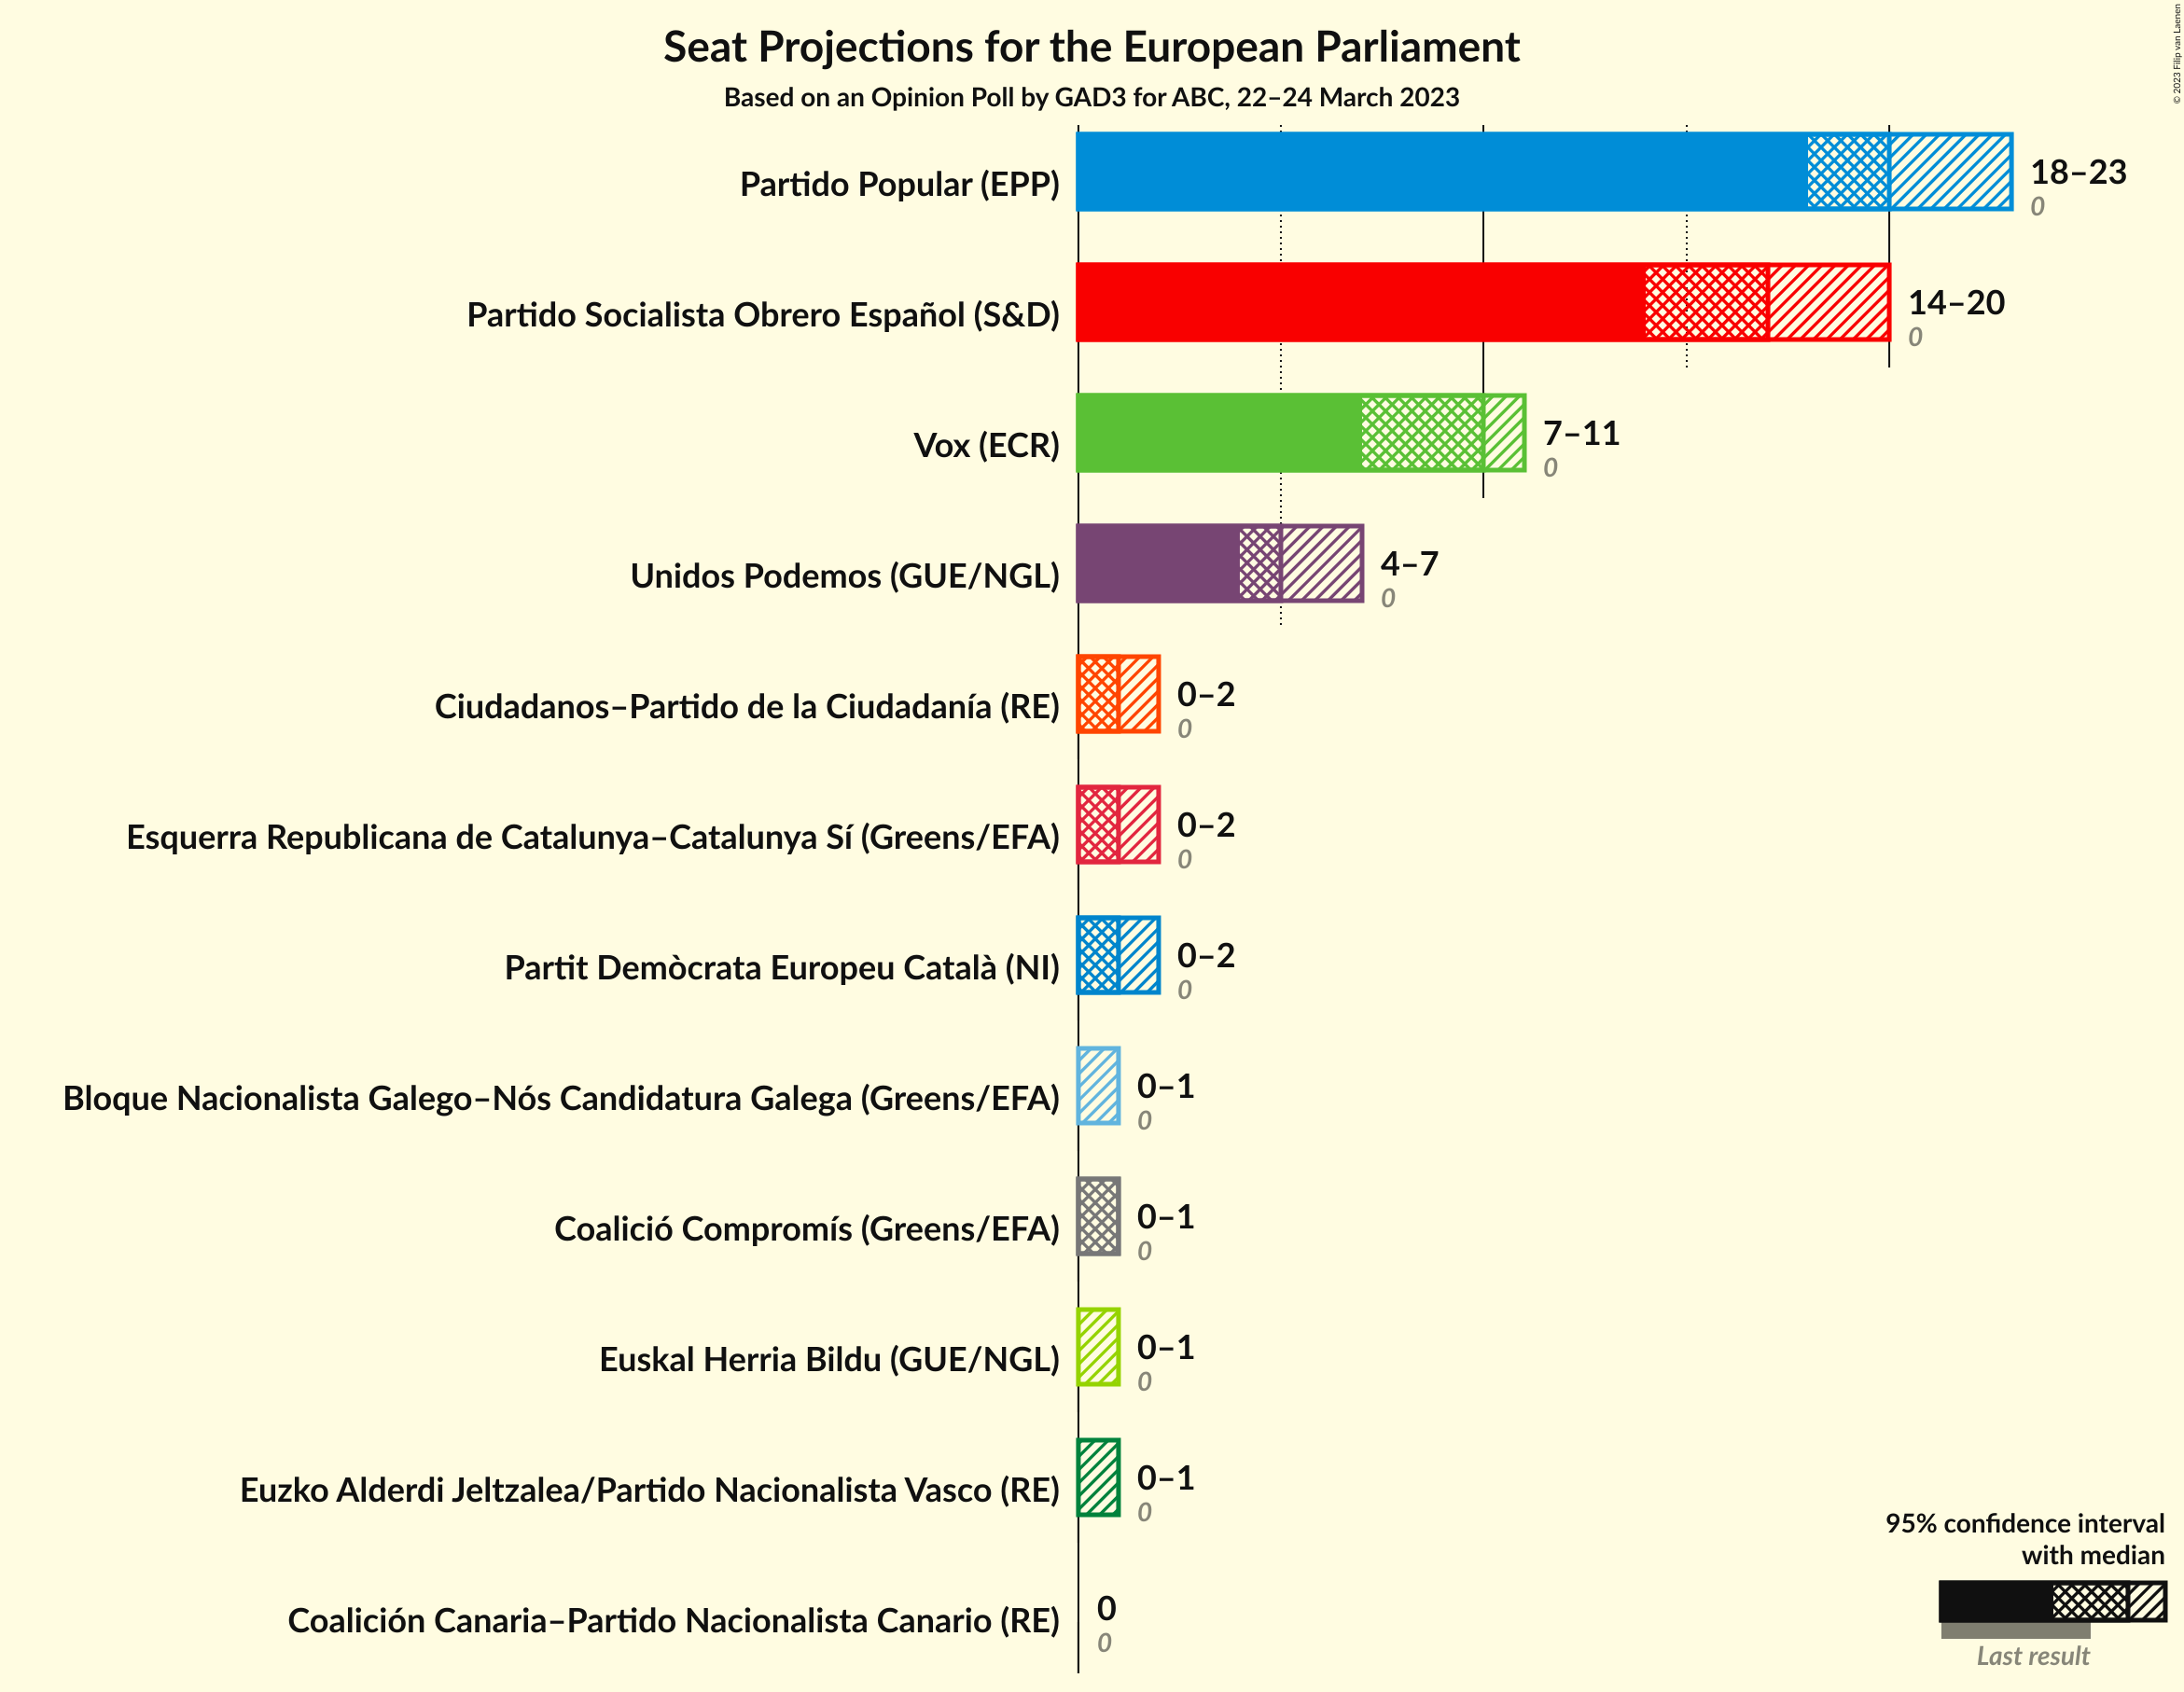 © 2023 Filip van Laenen
Seat Projections for the European Parliament
Based on an Opinion Poll by GAD3 for ABC, 22–24 March 2023
Partido Popular (EPP)
18–23
0
Partido Socialista Obrero Español (S&D)
14–20
0
Vox (ECR)
7–11
0
Unidos Podemos (GUE/NGL)
4–7
0
Ciudadanos–Partido de la Ciudadanía (RE)
0–2
0
Esquerra Republicana de Catalunya–Catalunya Sí (Greens/EFA)
0–2
0
Partit Demòcrata Europeu Català (NI)
0–2
0
Bloque Nacionalista Galego–Nós Candidatura Galega (Greens/EFA)
0–1
0
Coalició Compromís (Greens/EFA)
0–1
0
Euskal Herria Bildu (GUE/NGL)
0–1
0
Euzko Alderdi Jeltzalea/Partido Nacionalista Vasco (RE)
0–1
0
Coalición Canaria–Partido Nacionalista Canario (RE)
0
0
95% confidence interval
with median
Last result